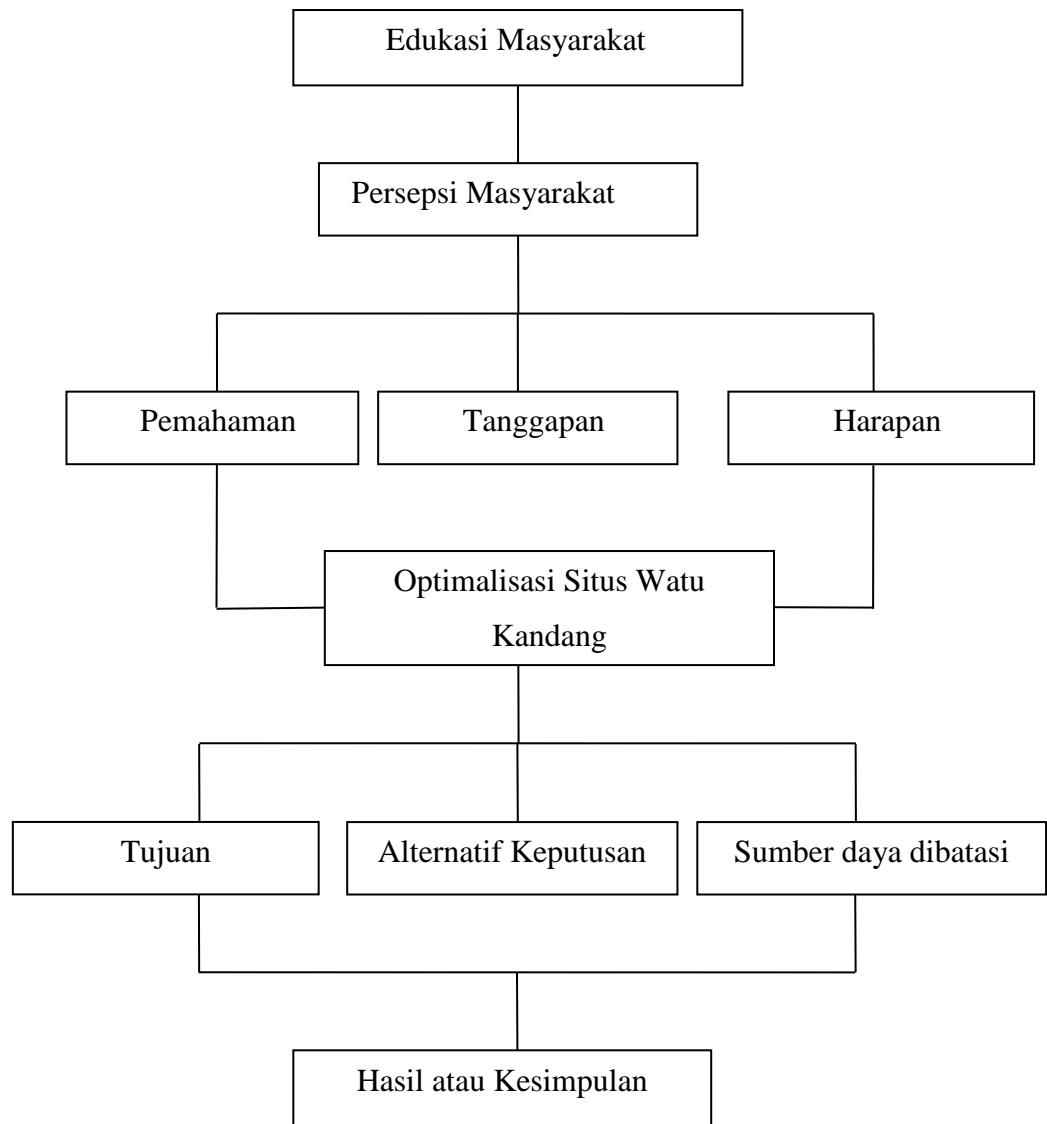 Edukasi Masyarakat
Persepsi Masyarakat
Pemahaman
Tanggapan
Harapan
Optimalisasi Situs Watu
Kandang
Tujuan
Alternatif Keputusan
Sumber daya dibatasi
Hasil atau Kesimpulan